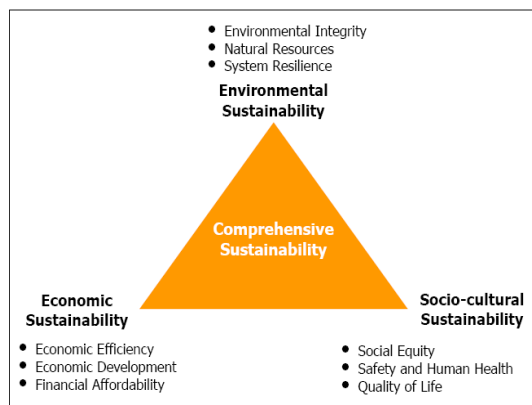 • Environmental Integrity
• Natural Resources
• System Resilience
Environmental
Sustainability
Comprehensive
Sustainability
Economic
Sustainability
• Economic Efficiency
• Economic Development
• Financial Affordability
Socio-cultural
Sustainability
• Social Equity
• Safety and Human Health
• Quality of Life